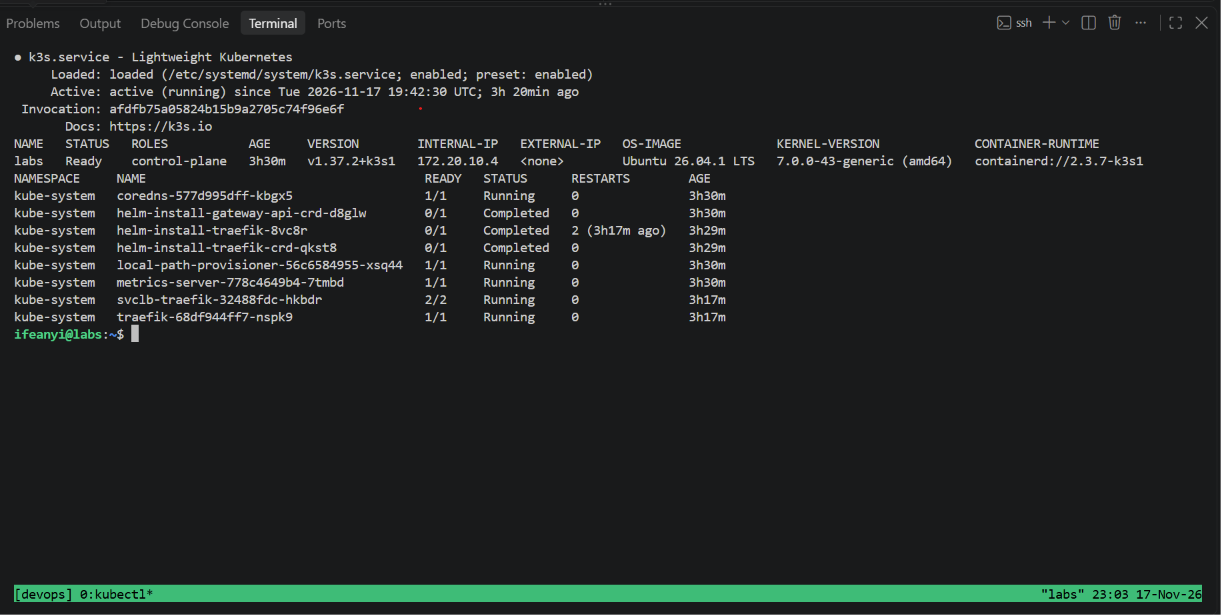 Problems Output Debug Console Terminal Ports ssh
● k3s.service - Lightweight Kubernetes
Loaded: loaded (/etc/systemd/system/k3s.service; enabled; preset: enabled)
Active: active (running) since Tue 2026-11-17 19:42:30 UTC; 3h 20min ago
Invocation: afdfb75a05824b15b9a2705c74f96e6f
Docs: https://k3s.io
NAME STATUS ROLES AGE VERSION INTERNAL-IP EXTERNAL-IP OS-IMAGE KERNEL-VERSION CONTAINER-RUNTIME
labs Ready control-plane 3h30m v1.37.2+k3s1 172.20.10.4 <none> Ubuntu 26.04.1 LTS 7.0.0-43-generic (amd64) containerd://2.3.7-k3s1
NAMESPACE NAME READY STATUS RESTARTS AGE
kube-system coredns-577d995dff-kbgx5 1/1 Running 0 3h30m
kube-system helm-install-gateway-api-crd-d8glw 0/1 Completed 0 3h30m
kube-system helm-install-traefik-8vc8r 0/1 Completed 2 (3h17m ago) 3h29m
kube-system helm-install-traefik-crd-qkst8 0/1 Completed 0 3h29m
kube-system local-path-provisioner-56c6584955-xsq44 1/1 Running 0 3h30m
kube-system metrics-server-778c4649b4-7tmbd 1/1 Running 0 3h30m
kube-system svclb-traefik-32488fdc-hkbdr 2/2 Running 0 3h17m
kube-system traefik-68df944ff7-nspk9 1/1 Running 0 3h17m
ifeanyi@labs:~$
[devops] 0:kubectl* "labs" 23:03 17-Nov-26